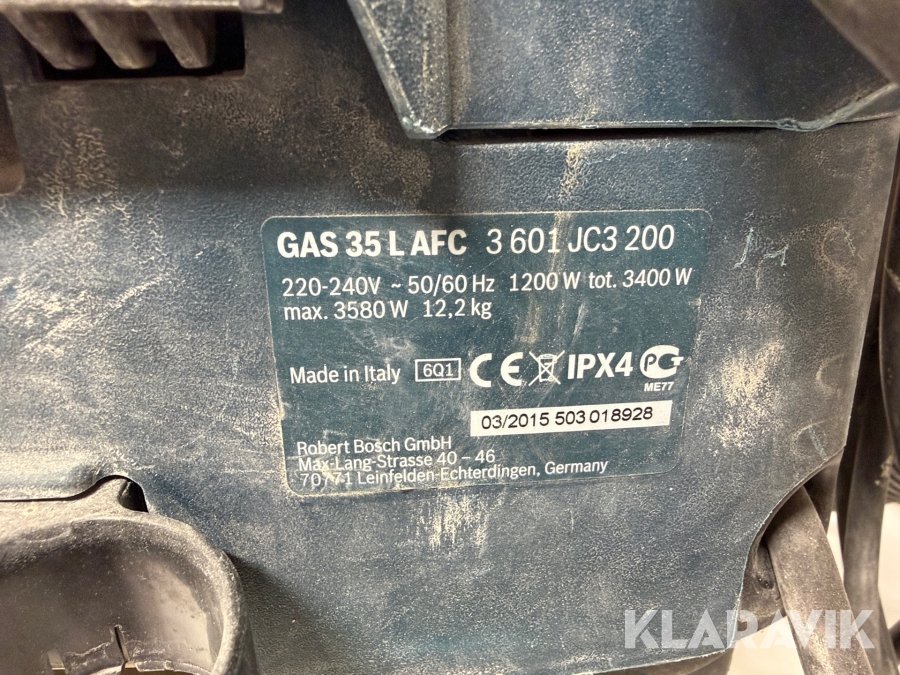 GAS 35 L AFC 3 601 JC3 200
220-240V ~ 50/60 Hz 1200 W tot. 3400 W
max. 3580 W 12,2 kg
Made in Italy 6Q1 CE IPX4 PCT
ME77
03/2015 503 018928
Robert Bosch GmbH
Max-Lang-Strasse 40 – 46
70771 Leinfelden-Echterdingen, Germany
KLARAVIK